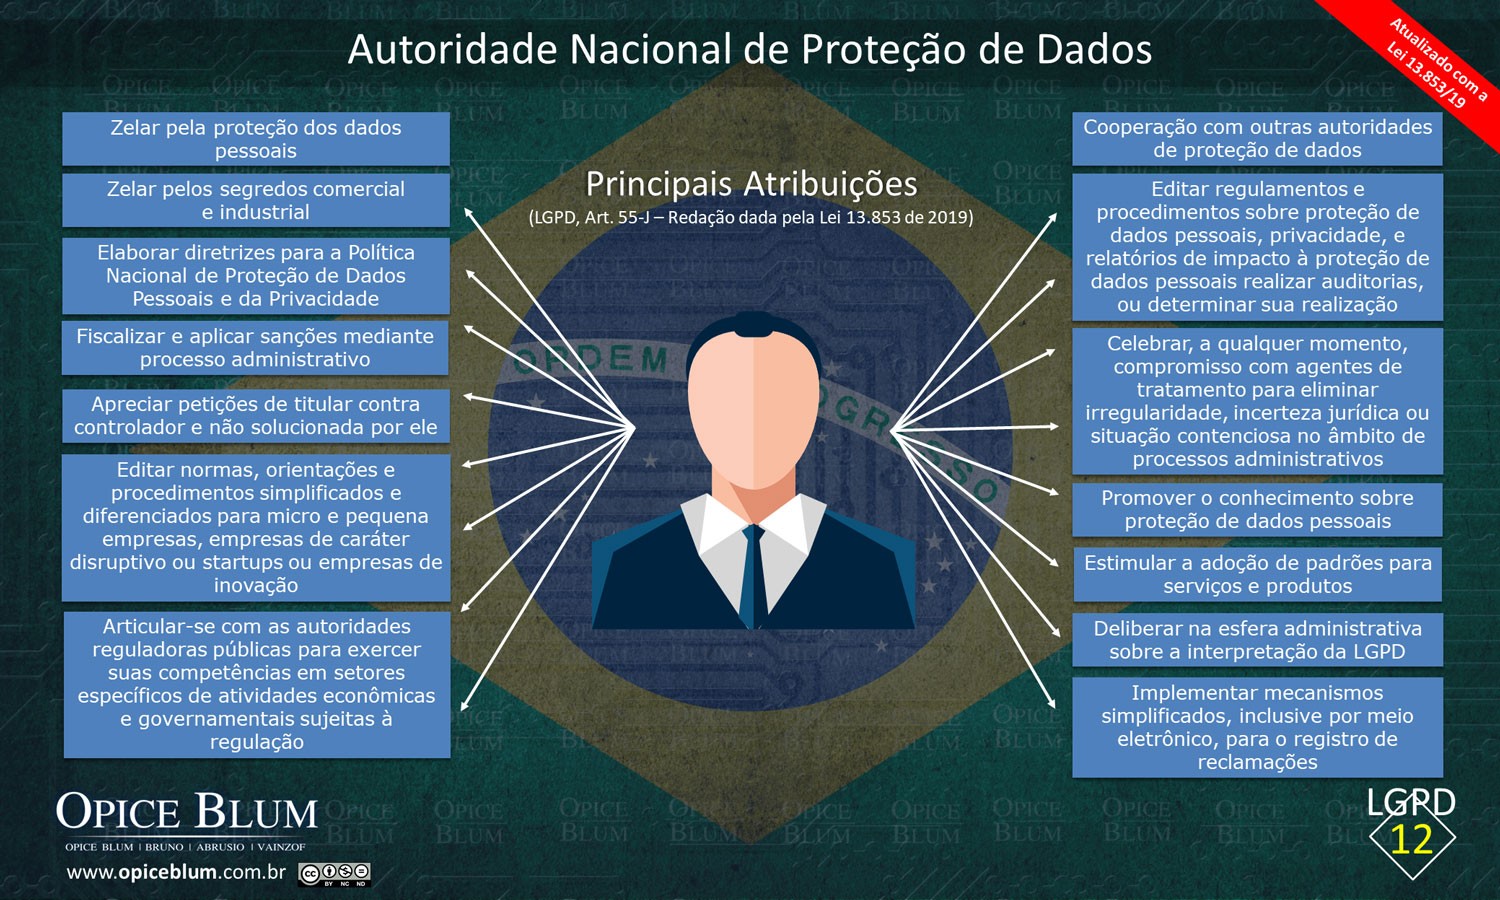 Autoridade Nacional de Proteção de Dados
Atualizado com a
Lei 13.853/19
Principais Atribuições
(LGPD, Art. 55-J – Redação dada pela Lei 13.853 de 2019)
Zelar pela proteção dos dados
pessoais
Zelar pelos segredos comercial
e industrial
Elaborar diretrizes para a Política
Nacional de Proteção de Dados
Pessoais e da Privacidade
Fiscalizar e aplicar sanções mediante
processo administrativo
Apreciar petições de titular contra
controlador e não solucionada por ele
Editar normas, orientações e
procedimentos simplificados e
diferenciados para micro e pequena
empresas, empresas de caráter
disruptivo ou startups ou empresas de
inovação
Articular-se com as autoridades
reguladoras públicas para exercer
suas competências em setores
específicos de atividades econômicas
e governamentais sujeitas à
regulação
Cooperação com outras autoridades
de proteção de dados
Editar regulamentos e
procedimentos sobre proteção de
dados pessoais, privacidade, e
relatórios de impacto à proteção de
dados pessoais realizar auditorias,
ou determinar sua realização
Celebrar, a qualquer momento,
compromisso com agentes de
tratamento para eliminar
irregularidade, incerteza jurídica ou
situação contenciosa no âmbito de
processos administrativos
Promover o conhecimento sobre
proteção de dados pessoais
Estimular a adoção de padrões para
serviços e produtos
Deliberar na esfera administrativa
sobre a interpretação da LGPD
Implementar mecanismos
simplificados, inclusive por meio
eletrônico, para o registro de
reclamações
ORDEM
OPICE BLUM
OPICE BLUM | BRUNO | ABRUSIO | VAINZOF
www.opiceblum.com.br
cc
BY NC ND
LGPD
12